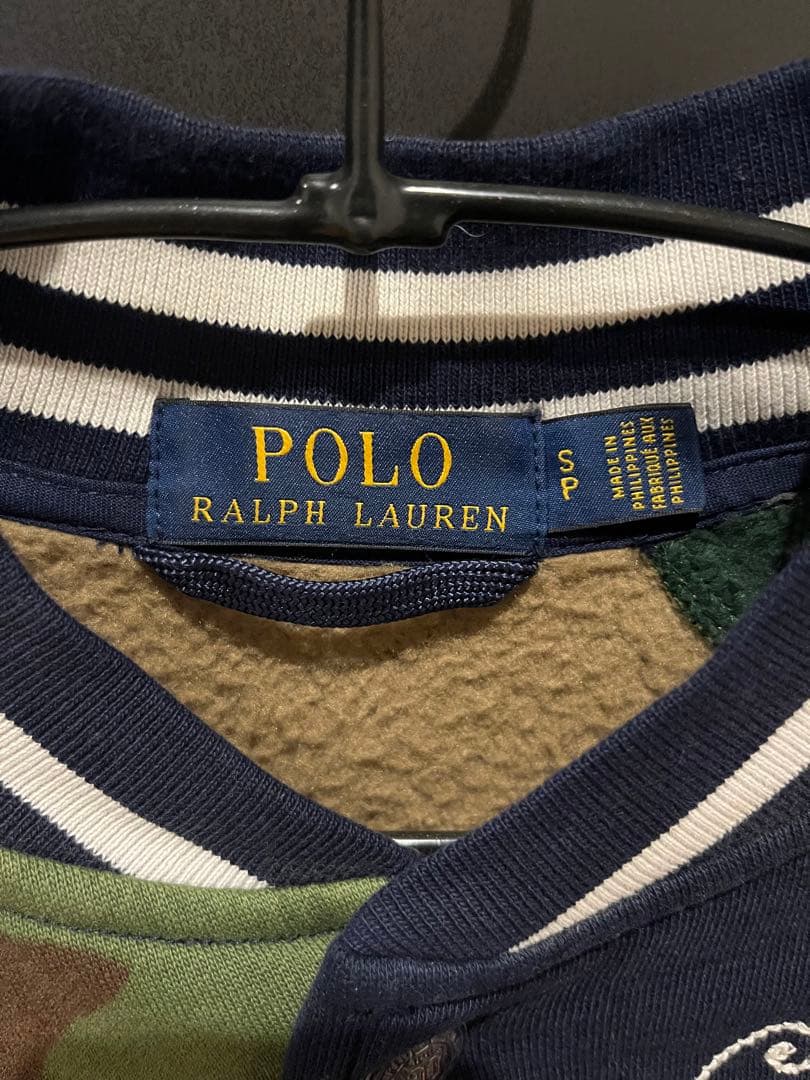 POLO
RALPH LAUREN
S
P
MADE IN
PHILIPPINES
FABRIQUÉ AUX
PHILIPPINES